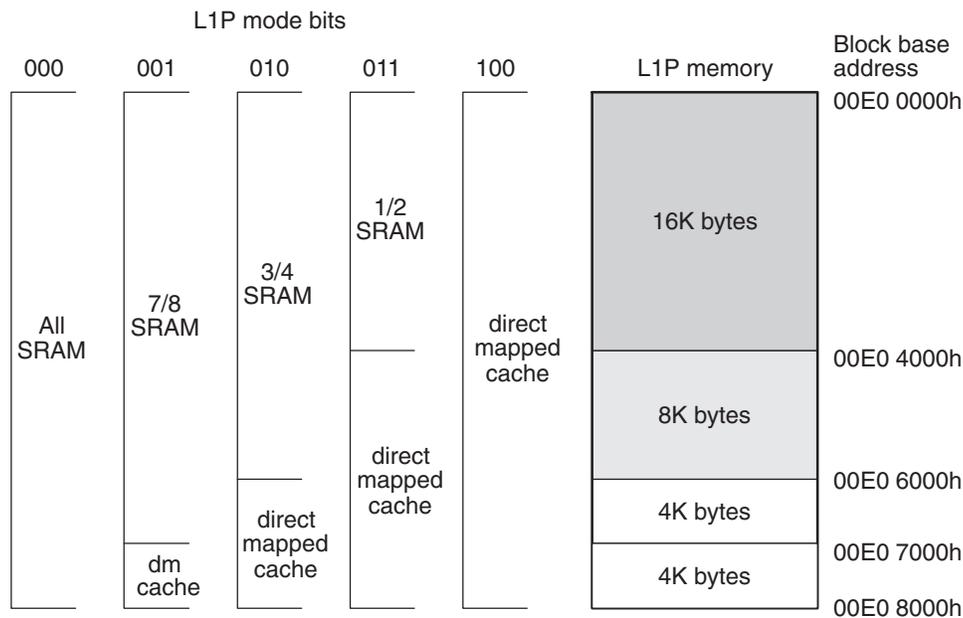 L1P mode bits
000 001 010 011 100 L1P memory
Block base
address
00E0 0000h
1/2
SRAM
16K bytes
3/4
SRAM
7/8
SRAM
All
SRAM
direct
mapped
cache
00E0 4000h
8K bytes
direct
mapped
cache
00E0 6000h
direct
mapped
cache
4K bytes
00E0 7000h
dm
cache
4K bytes
00E0 8000h